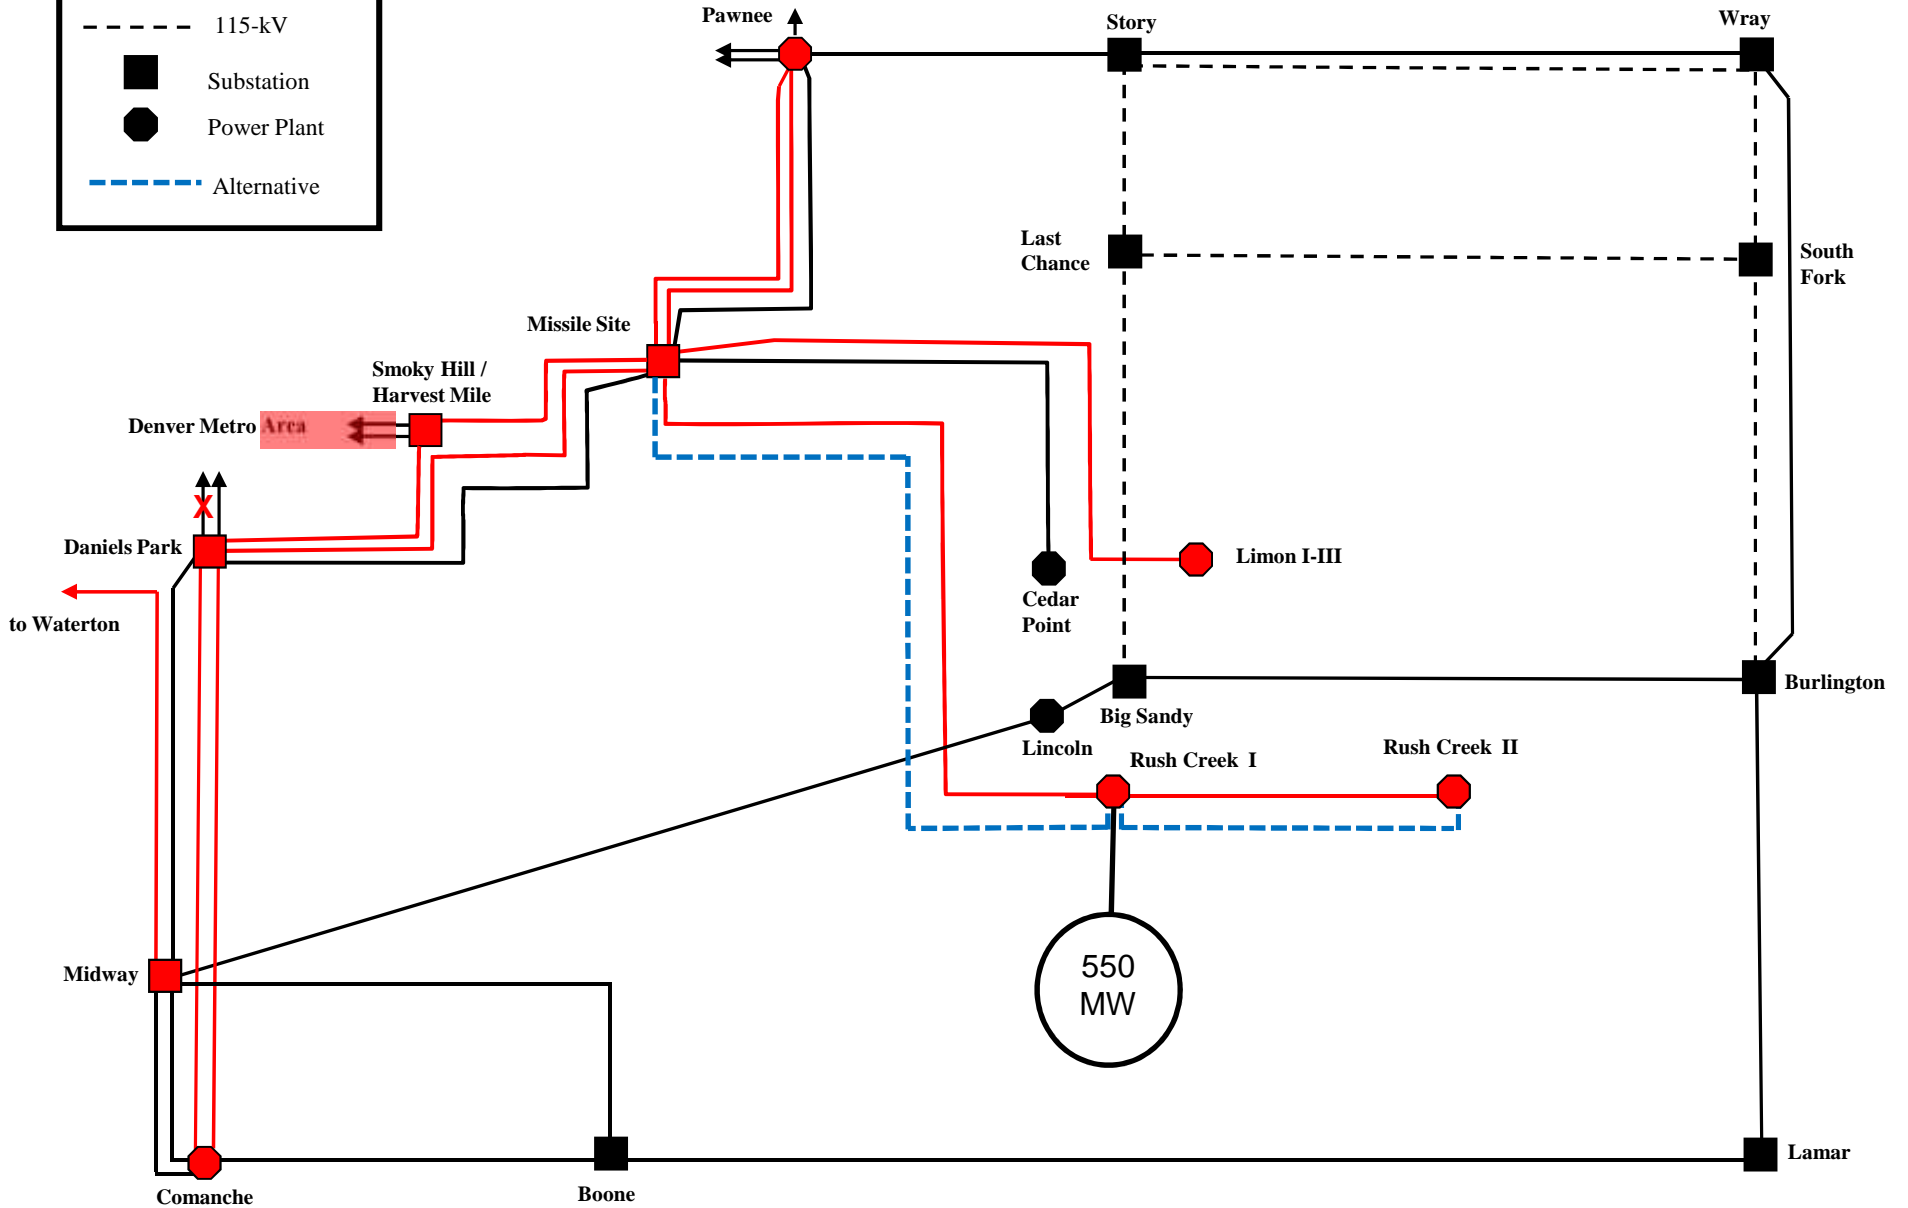 115-kV
Substation
Power Plant
Alternative
Pawnee
Story
Wray
Last
Chance
South
Fork
Missile Site
Smoky Hill /
Harvest Mile
Denver Metro Area
X
Daniels Park
to Waterton
Limon I-III
Cedar
Point
Burlington
Big Sandy
Lincoln
Rush Creek I
Rush Creek II
Midway
550
MW
Comanche
Boone
Lamar